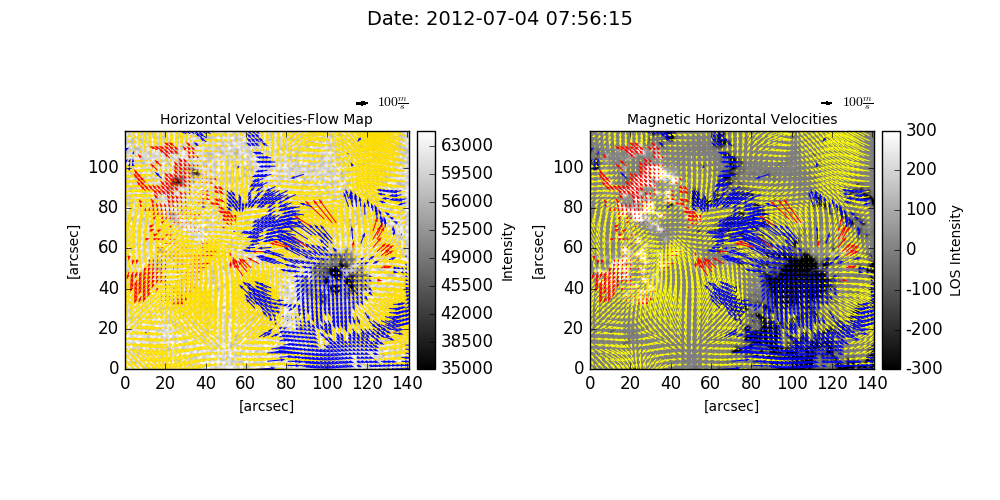 Date: 2012-07-04 07:56:15
100 m/s
100 m/s
Horizontal Velocities-Flow Map
Magnetic Horizontal Velocities
100
80
60
40
20
0
[arcsec]
0 20 40 60 80 100 120 140
[arcsec]
63000
59500
56000
52500
49000
45500
42000
38500
35000
Intensity
100
80
60
40
20
0
[arcsec]
0 20 40 60 80 100 120 140
[arcsec]
300
200
100
0
-100
-200
-300
LOS Intensity